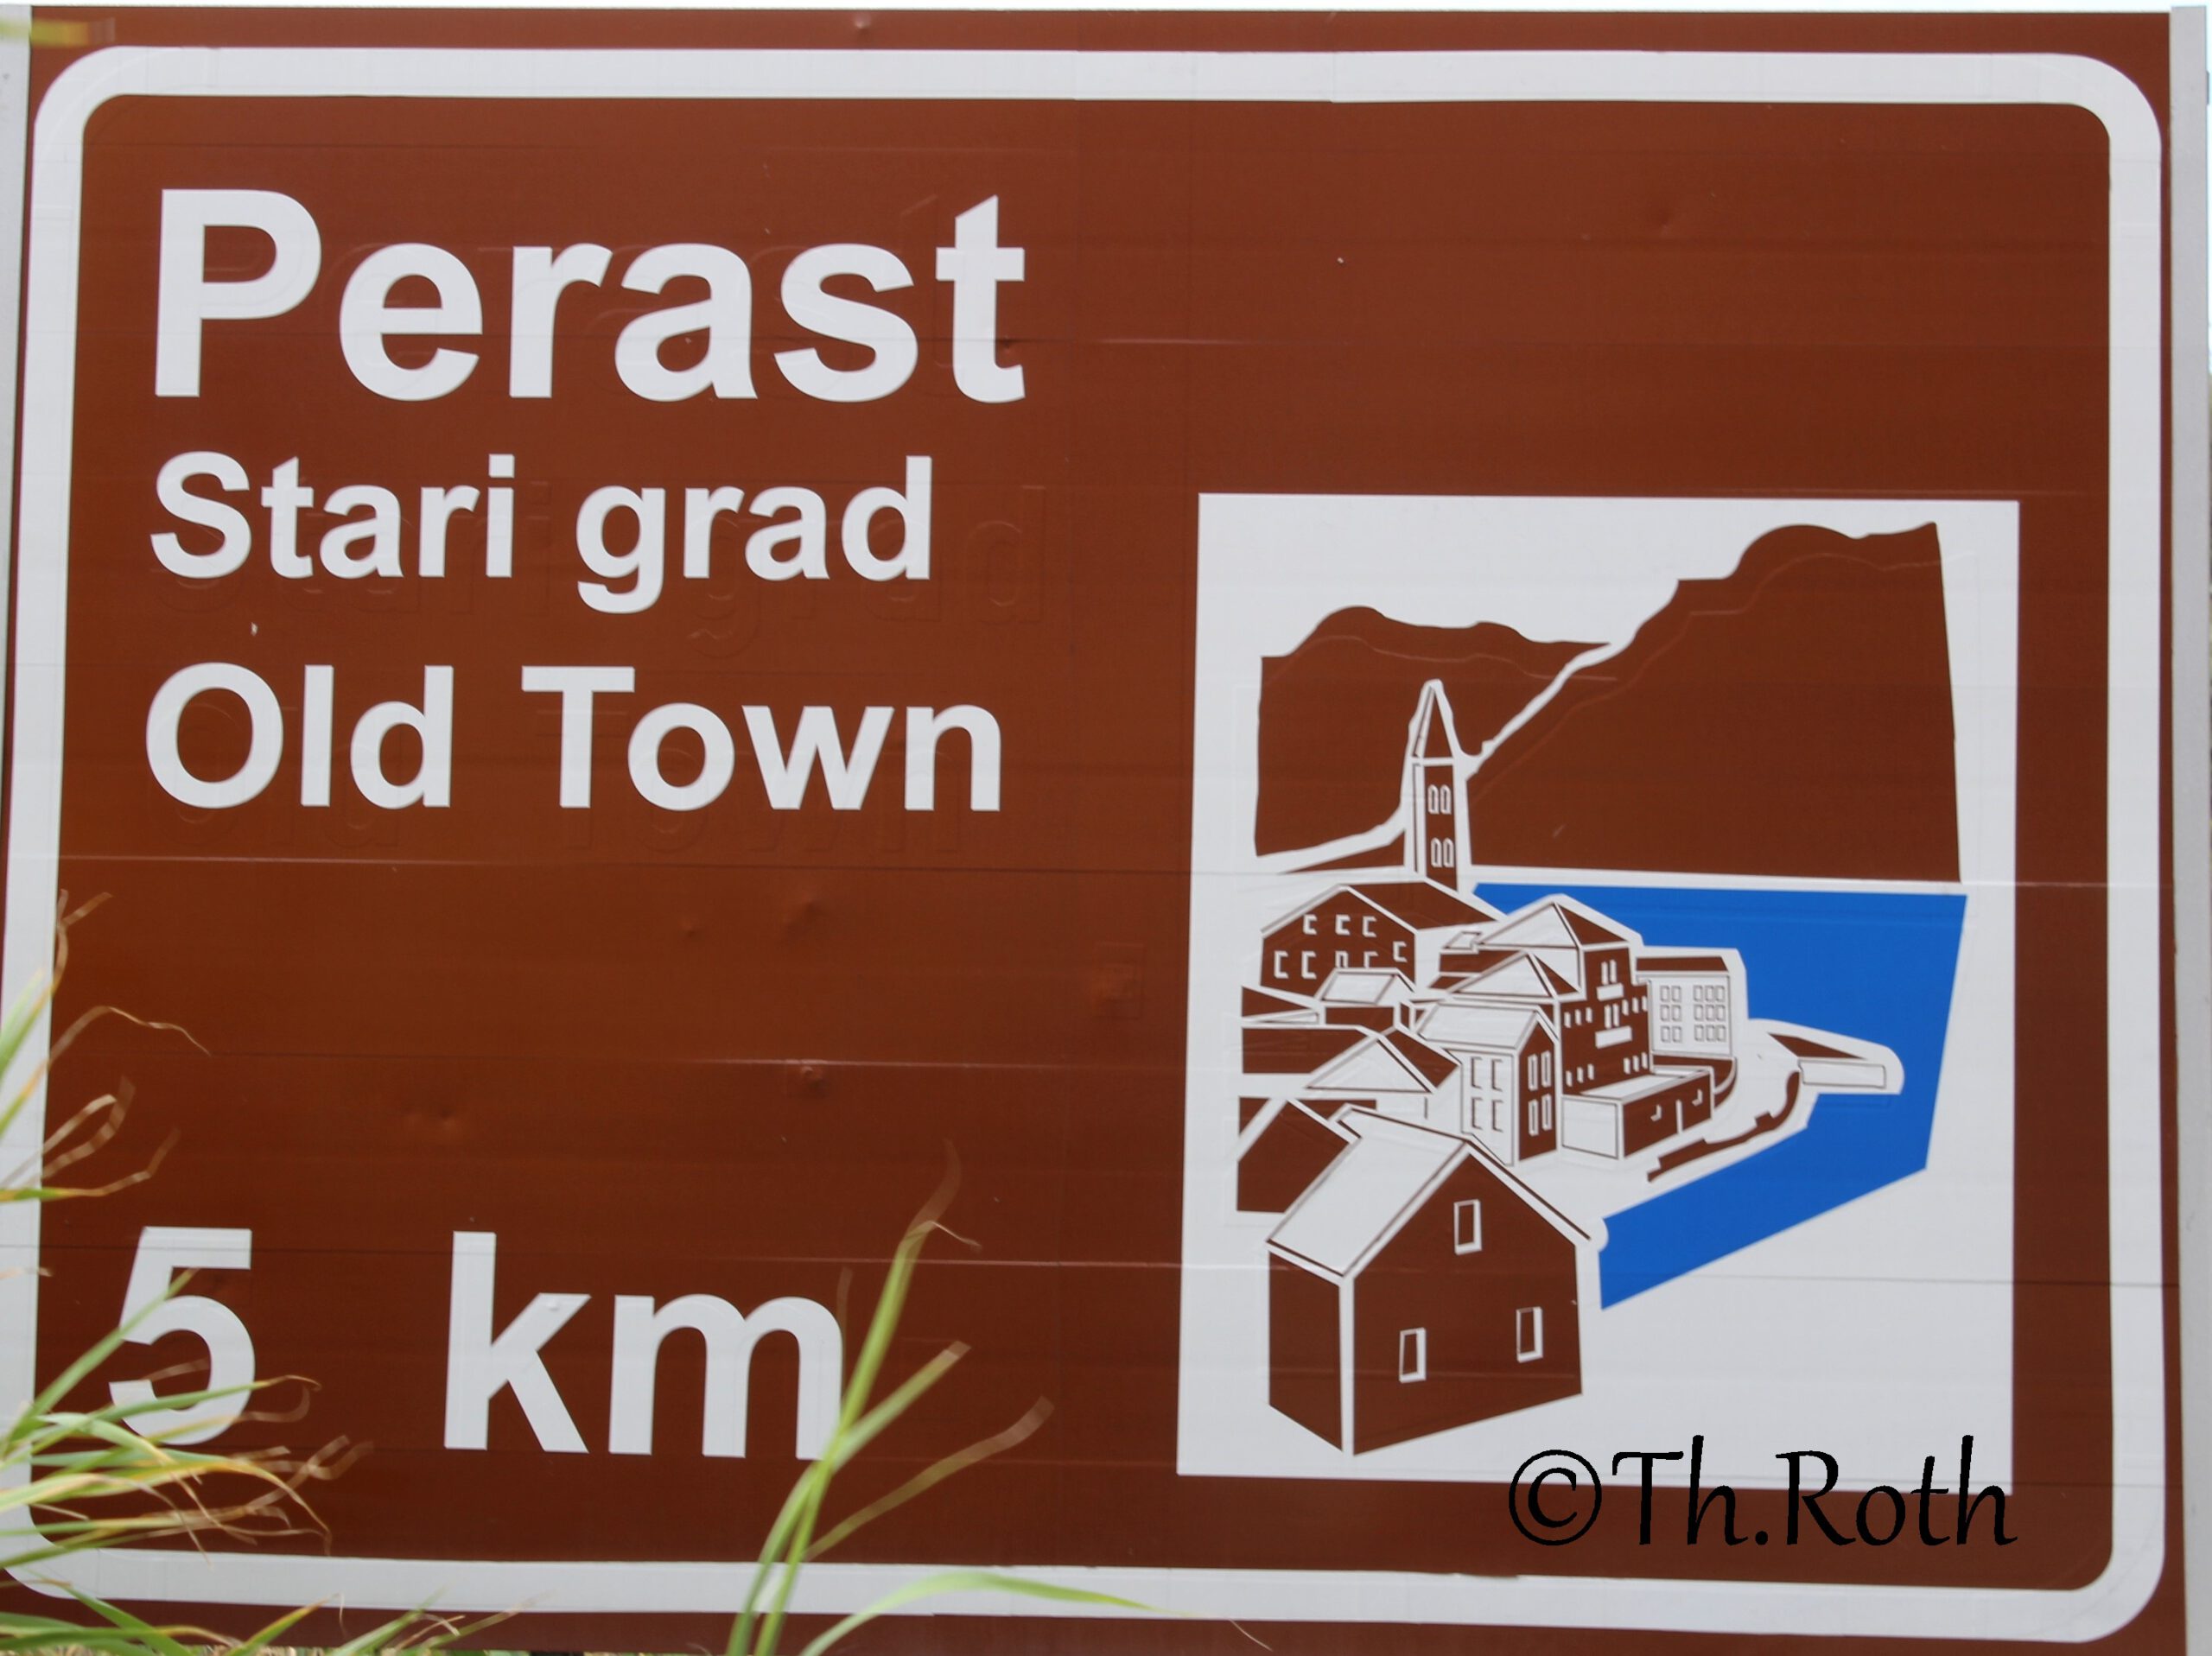 Perast
Stari grad
Old Town
5 km
©Th.Roth